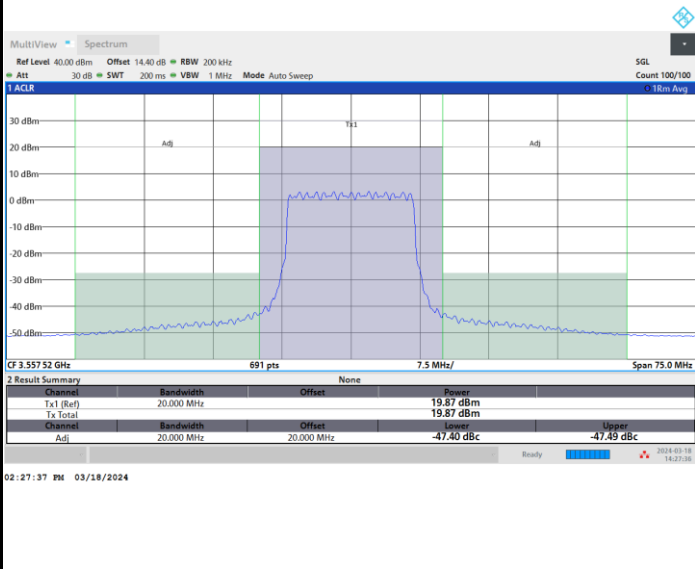 MultiView Spectrum
Ref Level 40.00 dBm Offset 14.40 dB RBW 200 kHz SGL
Att 30 dB SWT 200 ms VBW 1 MHz Mode Auto Sweep Count 100/100
1 ACLR 1Rm Avg
Tx1
30 dBm
Adj Adj
20 dBm
10 dBm
0 dBm
-10 dBm
-20 dBm
-30 dBm
-40 dBm
-50 dBm
CF 3.557 52 GHz 691 pts 7.5 MHz/ Span 75.0 MHz
2 Result Summary None
Channel Bandwidth Offset Power
Tx1 (Ref) 20.000 MHz 19.87 dBm
Tx Total 19.87 dBm
Channel Bandwidth Offset Lower Upper
Adj 20.000 MHz 20.000 MHz -47.40 dBc -47.49 dBc
Ready 2024-03-18
14:27:38
02:27:37 PM 03/18/2024